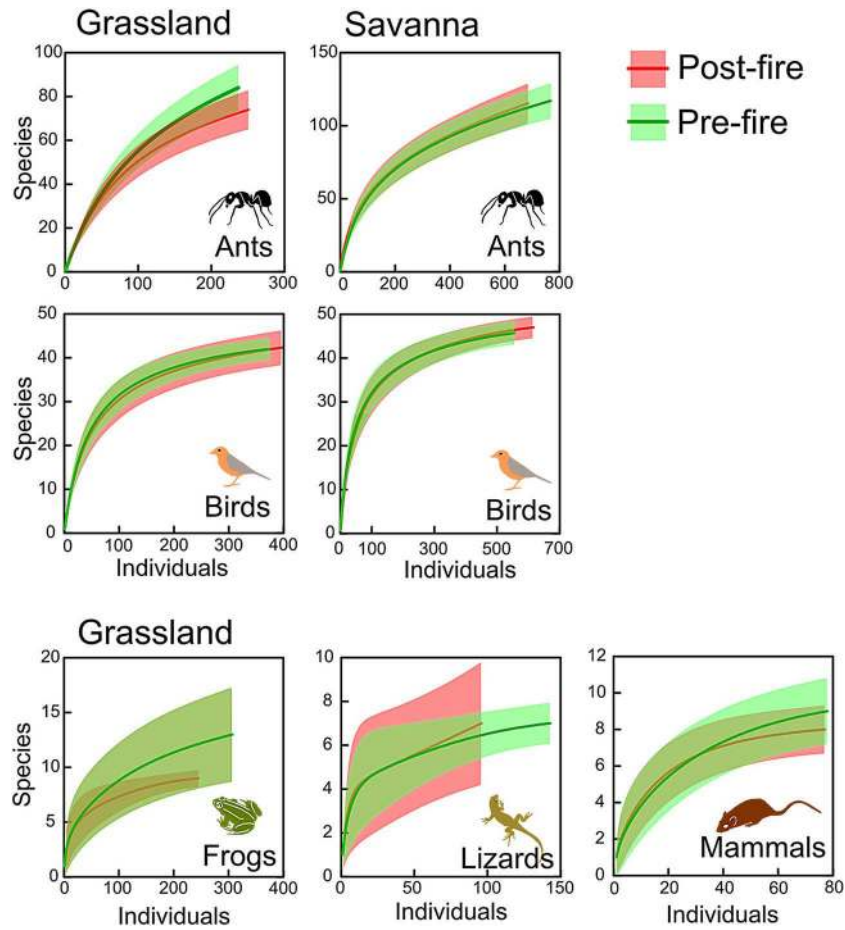 Grassland
Savanna
Post-fire
Pre-fire
Species
100
80
60
40
20
0
0 100 200 300
Ants
150
100
50
0 200 400 600 800
Ants
Species
50
40
30
20
10
0
0 100 200 300 400
Birds
Individuals
50
40
30
20
10
0
0 100 300 500 700
Birds
Individuals
Grassland
Species
20
15
10
5
0
0 100 200 300 400
Frogs
Individuals
10
8
6
4
2
0
0 50 100 150
Lizards
Individuals
12
10
8
6
4
2
0
0 20 40 60 80
Mammals
Individuals